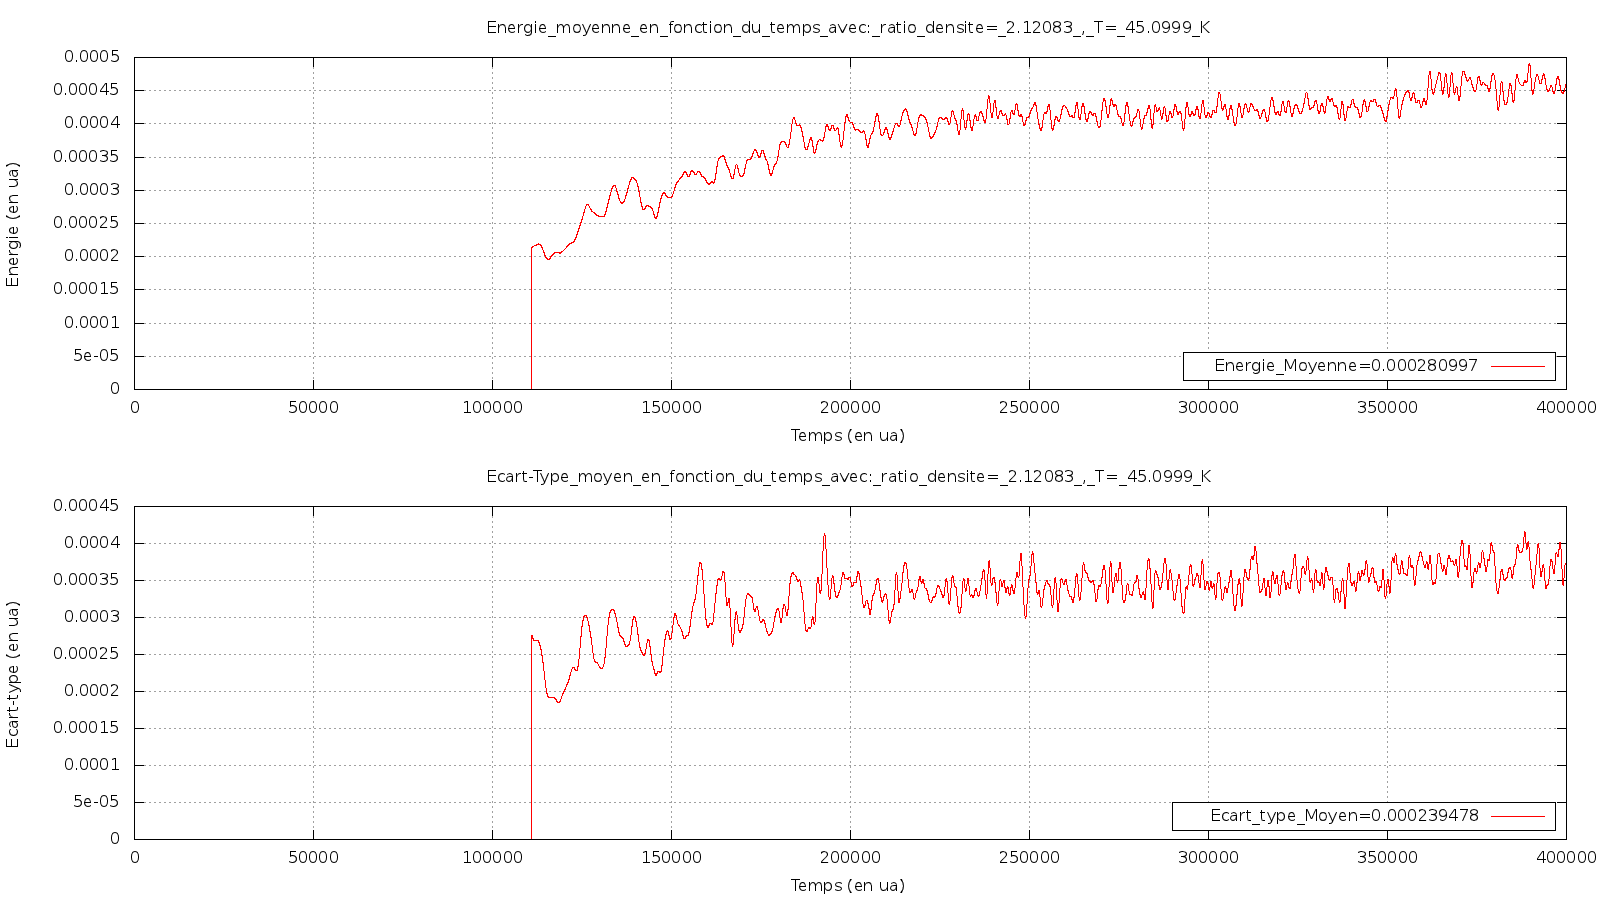 Energie_moyenne_en_fonction_du_temps_avec:_ratio_densite=_2.12083_,_T=_45.0999_K
0.0005
0.00045
0.0004
0.00035
0.0003
0.00025
0.0002
0.00015
0.0001
5e-05
0
Energie (en ua)
Energie_Moyenne=0.000280997
0 50000 100000 150000 200000 250000 300000 350000 400000
Temps (en ua)
Ecart-Type_moyen_en_fonction_du_temps_avec:_ratio_densite=_2.12083_,_T=_45.0999_K
0.00045
0.0004
0.00035
0.0003
0.00025
0.0002
0.00015
0.0001
5e-05
0
Ecart-type (en ua)
Ecart_type_Moyen=0.000239478
0 50000 100000 150000 200000 250000 300000 350000 400000
Temps (en ua)